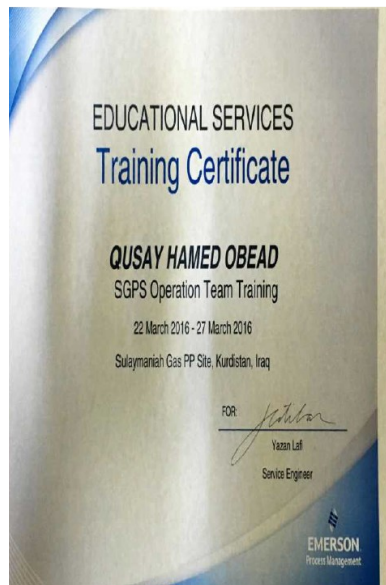 EDUCATIONAL SERVICES
Training Certificate
QUSAY HAMED OBEAD
SGPS Operation Team Training
22 March 2016 - 27 March 2016
Sulaymaniah Gas PP Site, Kurdistan, Iraq
FOR
Yazan Lafi
Service Engineer
EMERSON
Process Management